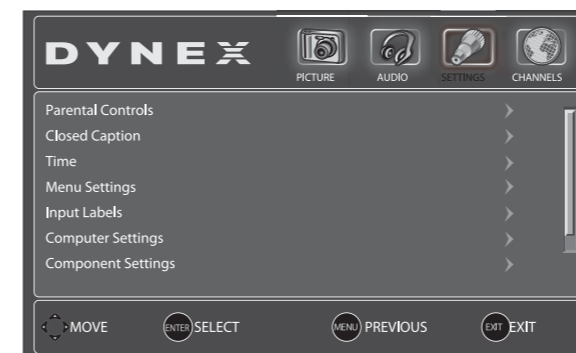 DYNEX
PICTURE AUDIO SETTINGS CHANNELS
Parental Controls
Closed Caption
Time
Menu Settings
Input Labels
Computer Settings
Component Settings
MOVE ENTER SELECT MENU PREVIOUS EXIT EXIT